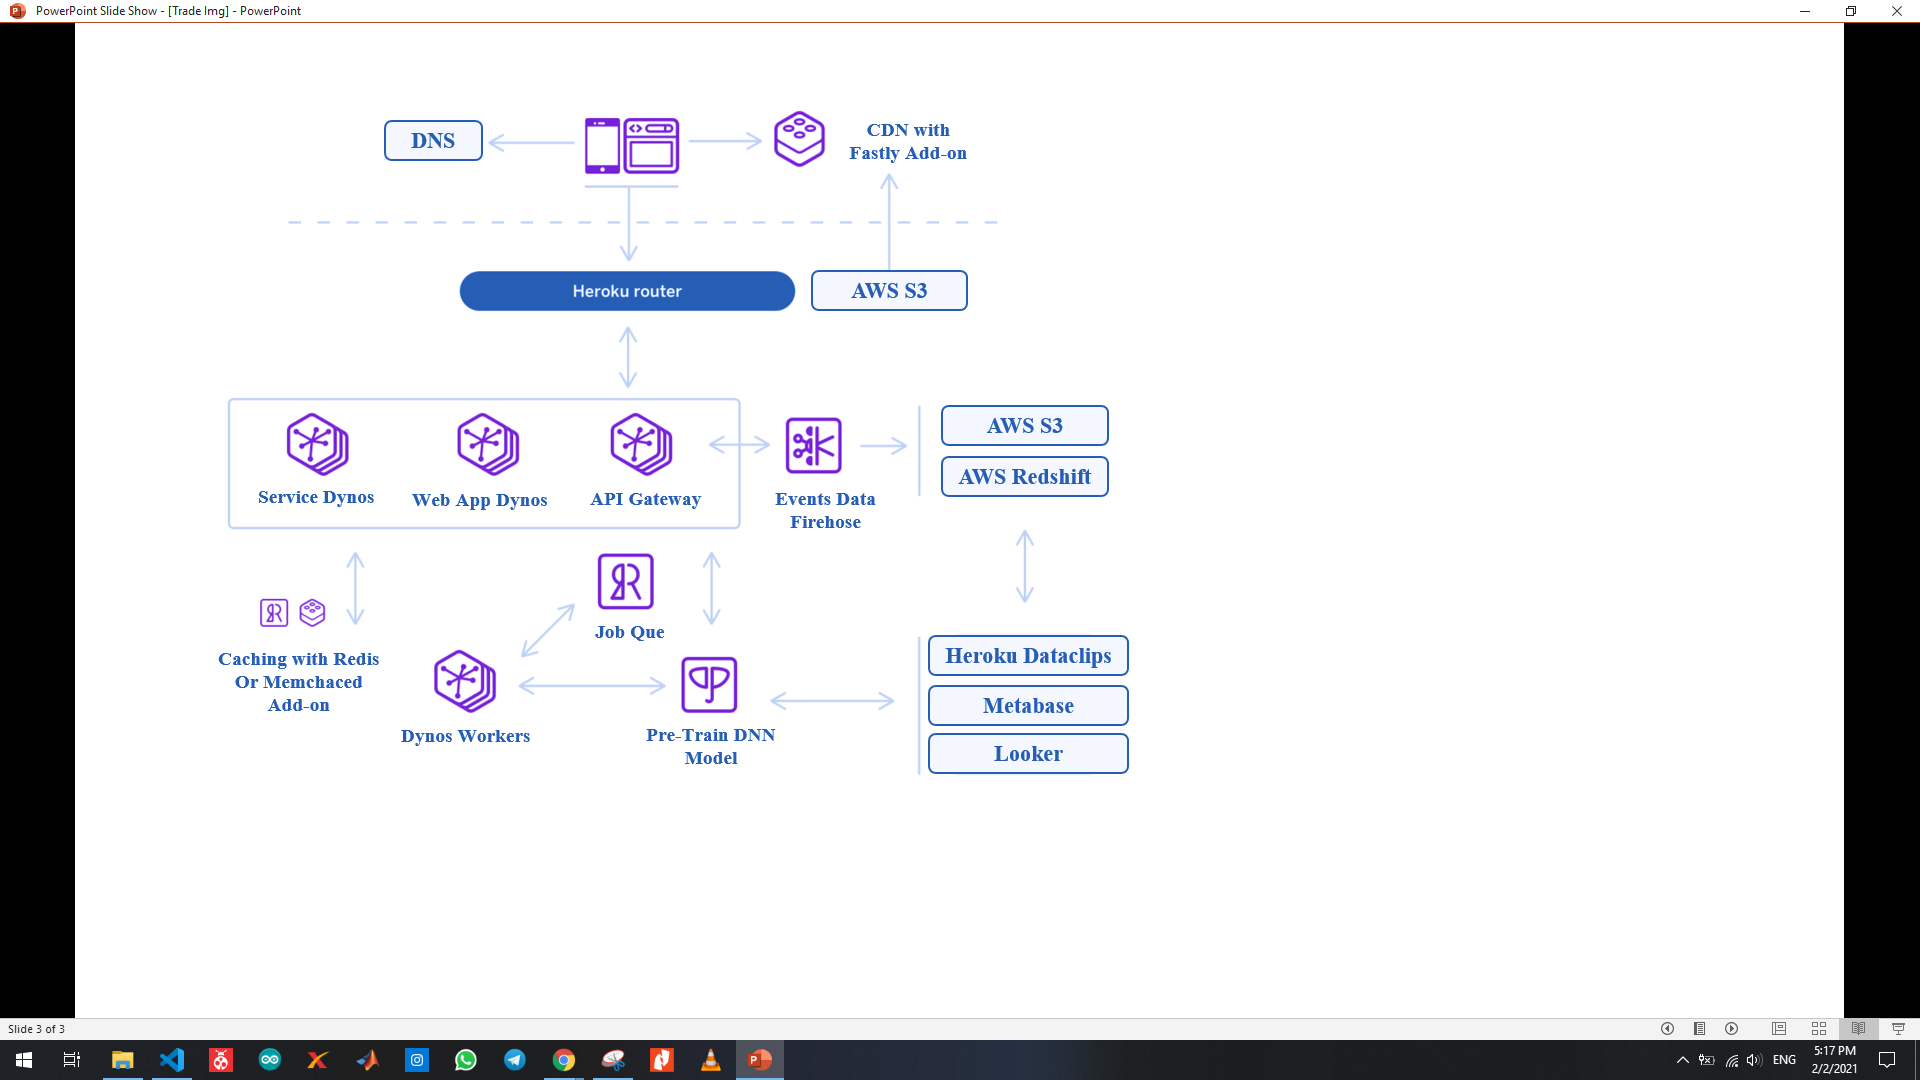 PowerPoint Slide Show - [Trade Img] - PowerPoint
DNS
CDN with
Fastly Add-on
Heroku router
AWS S3
Service Dynos
Web App Dynos
API Gateway
Events Data
Firehose
AWS S3
AWS Redshift
Job Que
Caching with Redis
Or Memchaced
Add-on
Dynos Workers
Pre-Train DNN
Model
Heroku Dataclips
Metabase
Looker
Slide 3 of 3
ENG
5:17 PM
2/2/2021